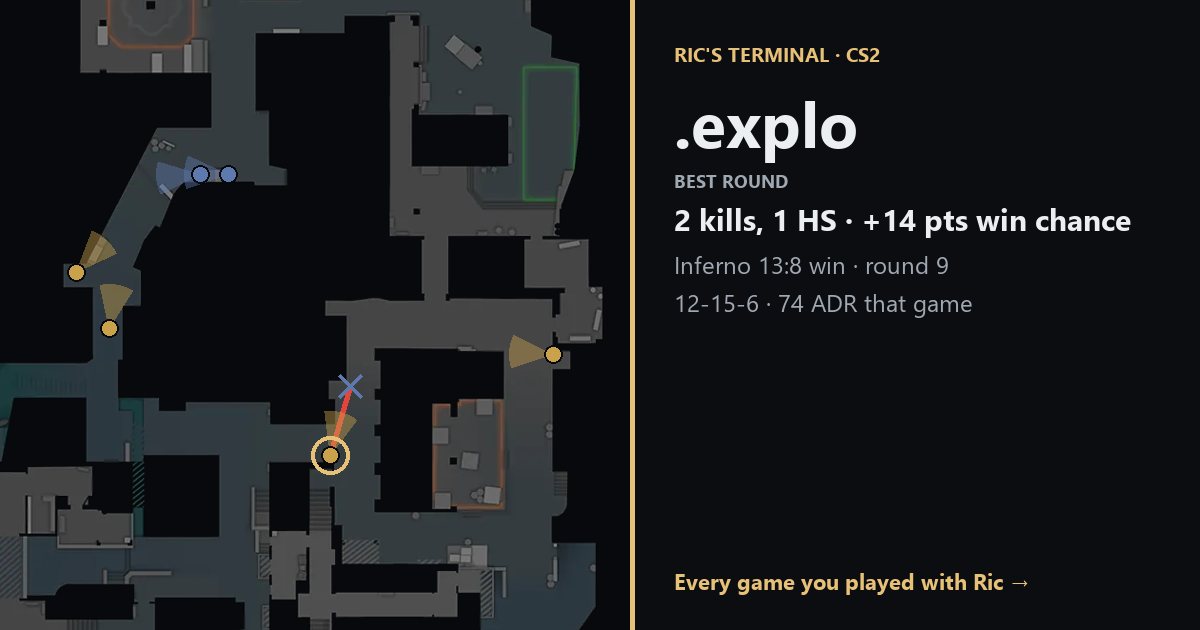 RIC'S TERMINAL · CS2
.explo
BEST ROUND
2 kills, 1 HS · +14 pts win chance
Inferno 13:8 win · round 9
12-15-6 · 74 ADR that game
Every game you played with Ric →